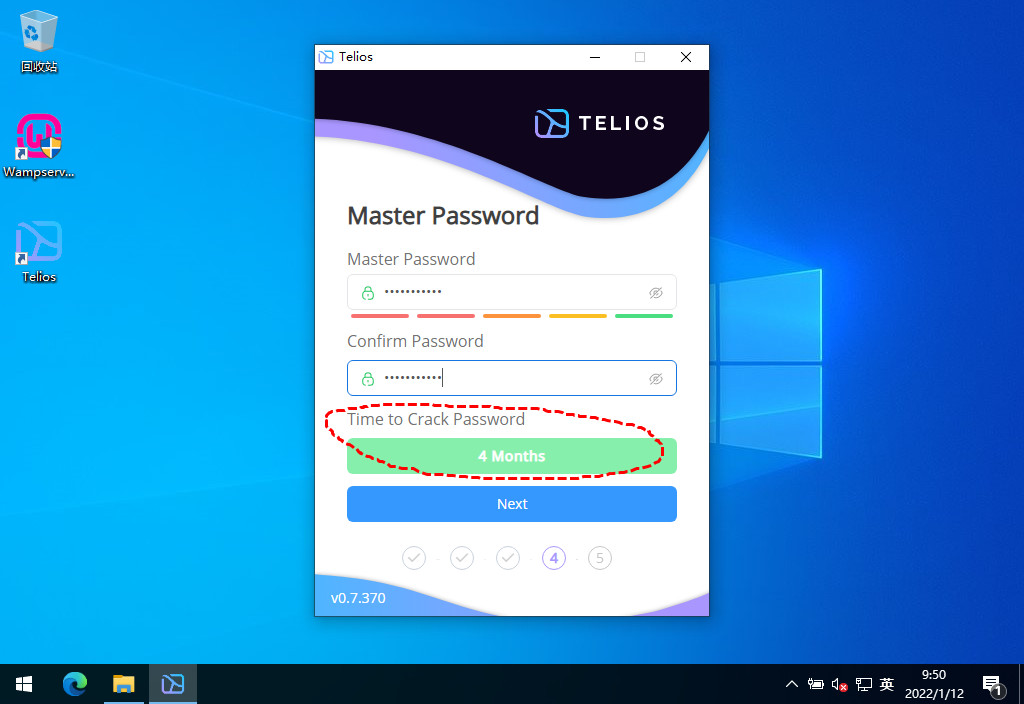 回收站
Wampserv...
Telios
Telios
TELIOS
Master Password
Master Password
•••••••••••
Confirm Password
•••••••••••
Time to Crack Password
4 Months
Next
4
5
v0.7.370
英
9:50
2022/1/12
1